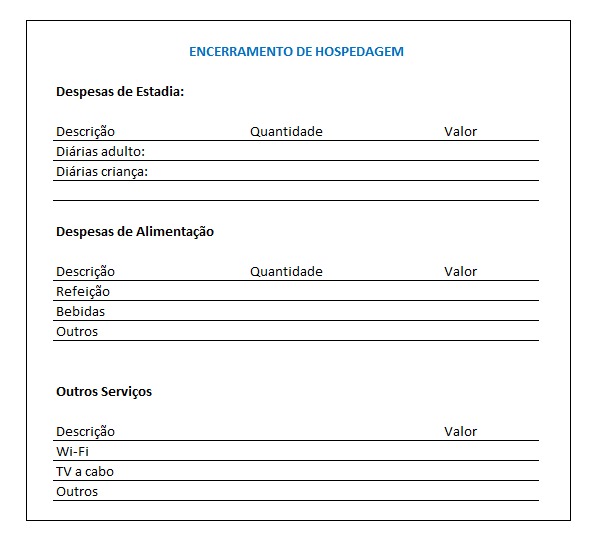 ENCERRAMENTO DE HOSPEDAGEM
Despesas de Estadia:
Descrição Quantidade Valor
Diárias adulto:
Diárias criança:
Despesas de Alimentação
Descrição Quantidade Valor
Refeição
Bebidas
Outros
Outros Serviços
Descrição Valor
Wi-Fi
TV a cabo
Outros